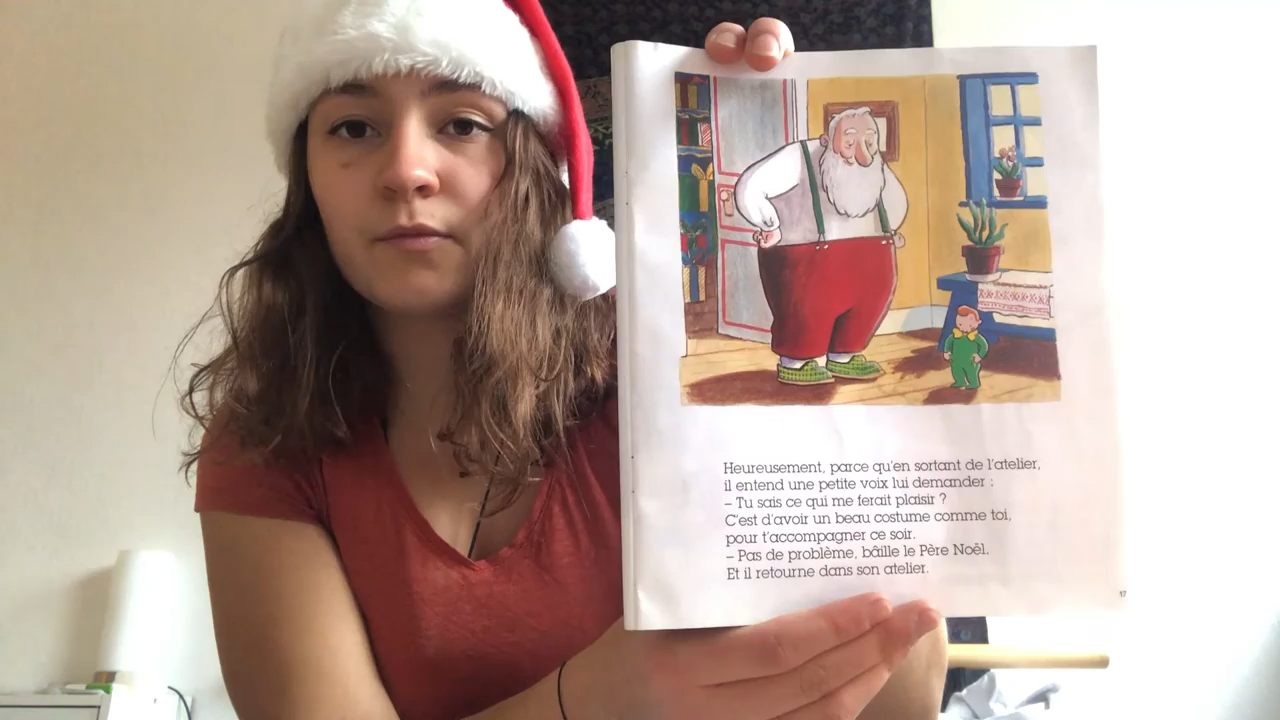 Heureusement, parce qu'en sortant de l'atelier,
il entend une petite voix lui demander :
– Tu sais ce qui me ferait plaisir ?
C'est d'avoir un beau costume comme toi,
pour t'accompagner ce soir.
– Pas de problème, bâille le Père Noël.
Et il retourne dans son atelier.
17